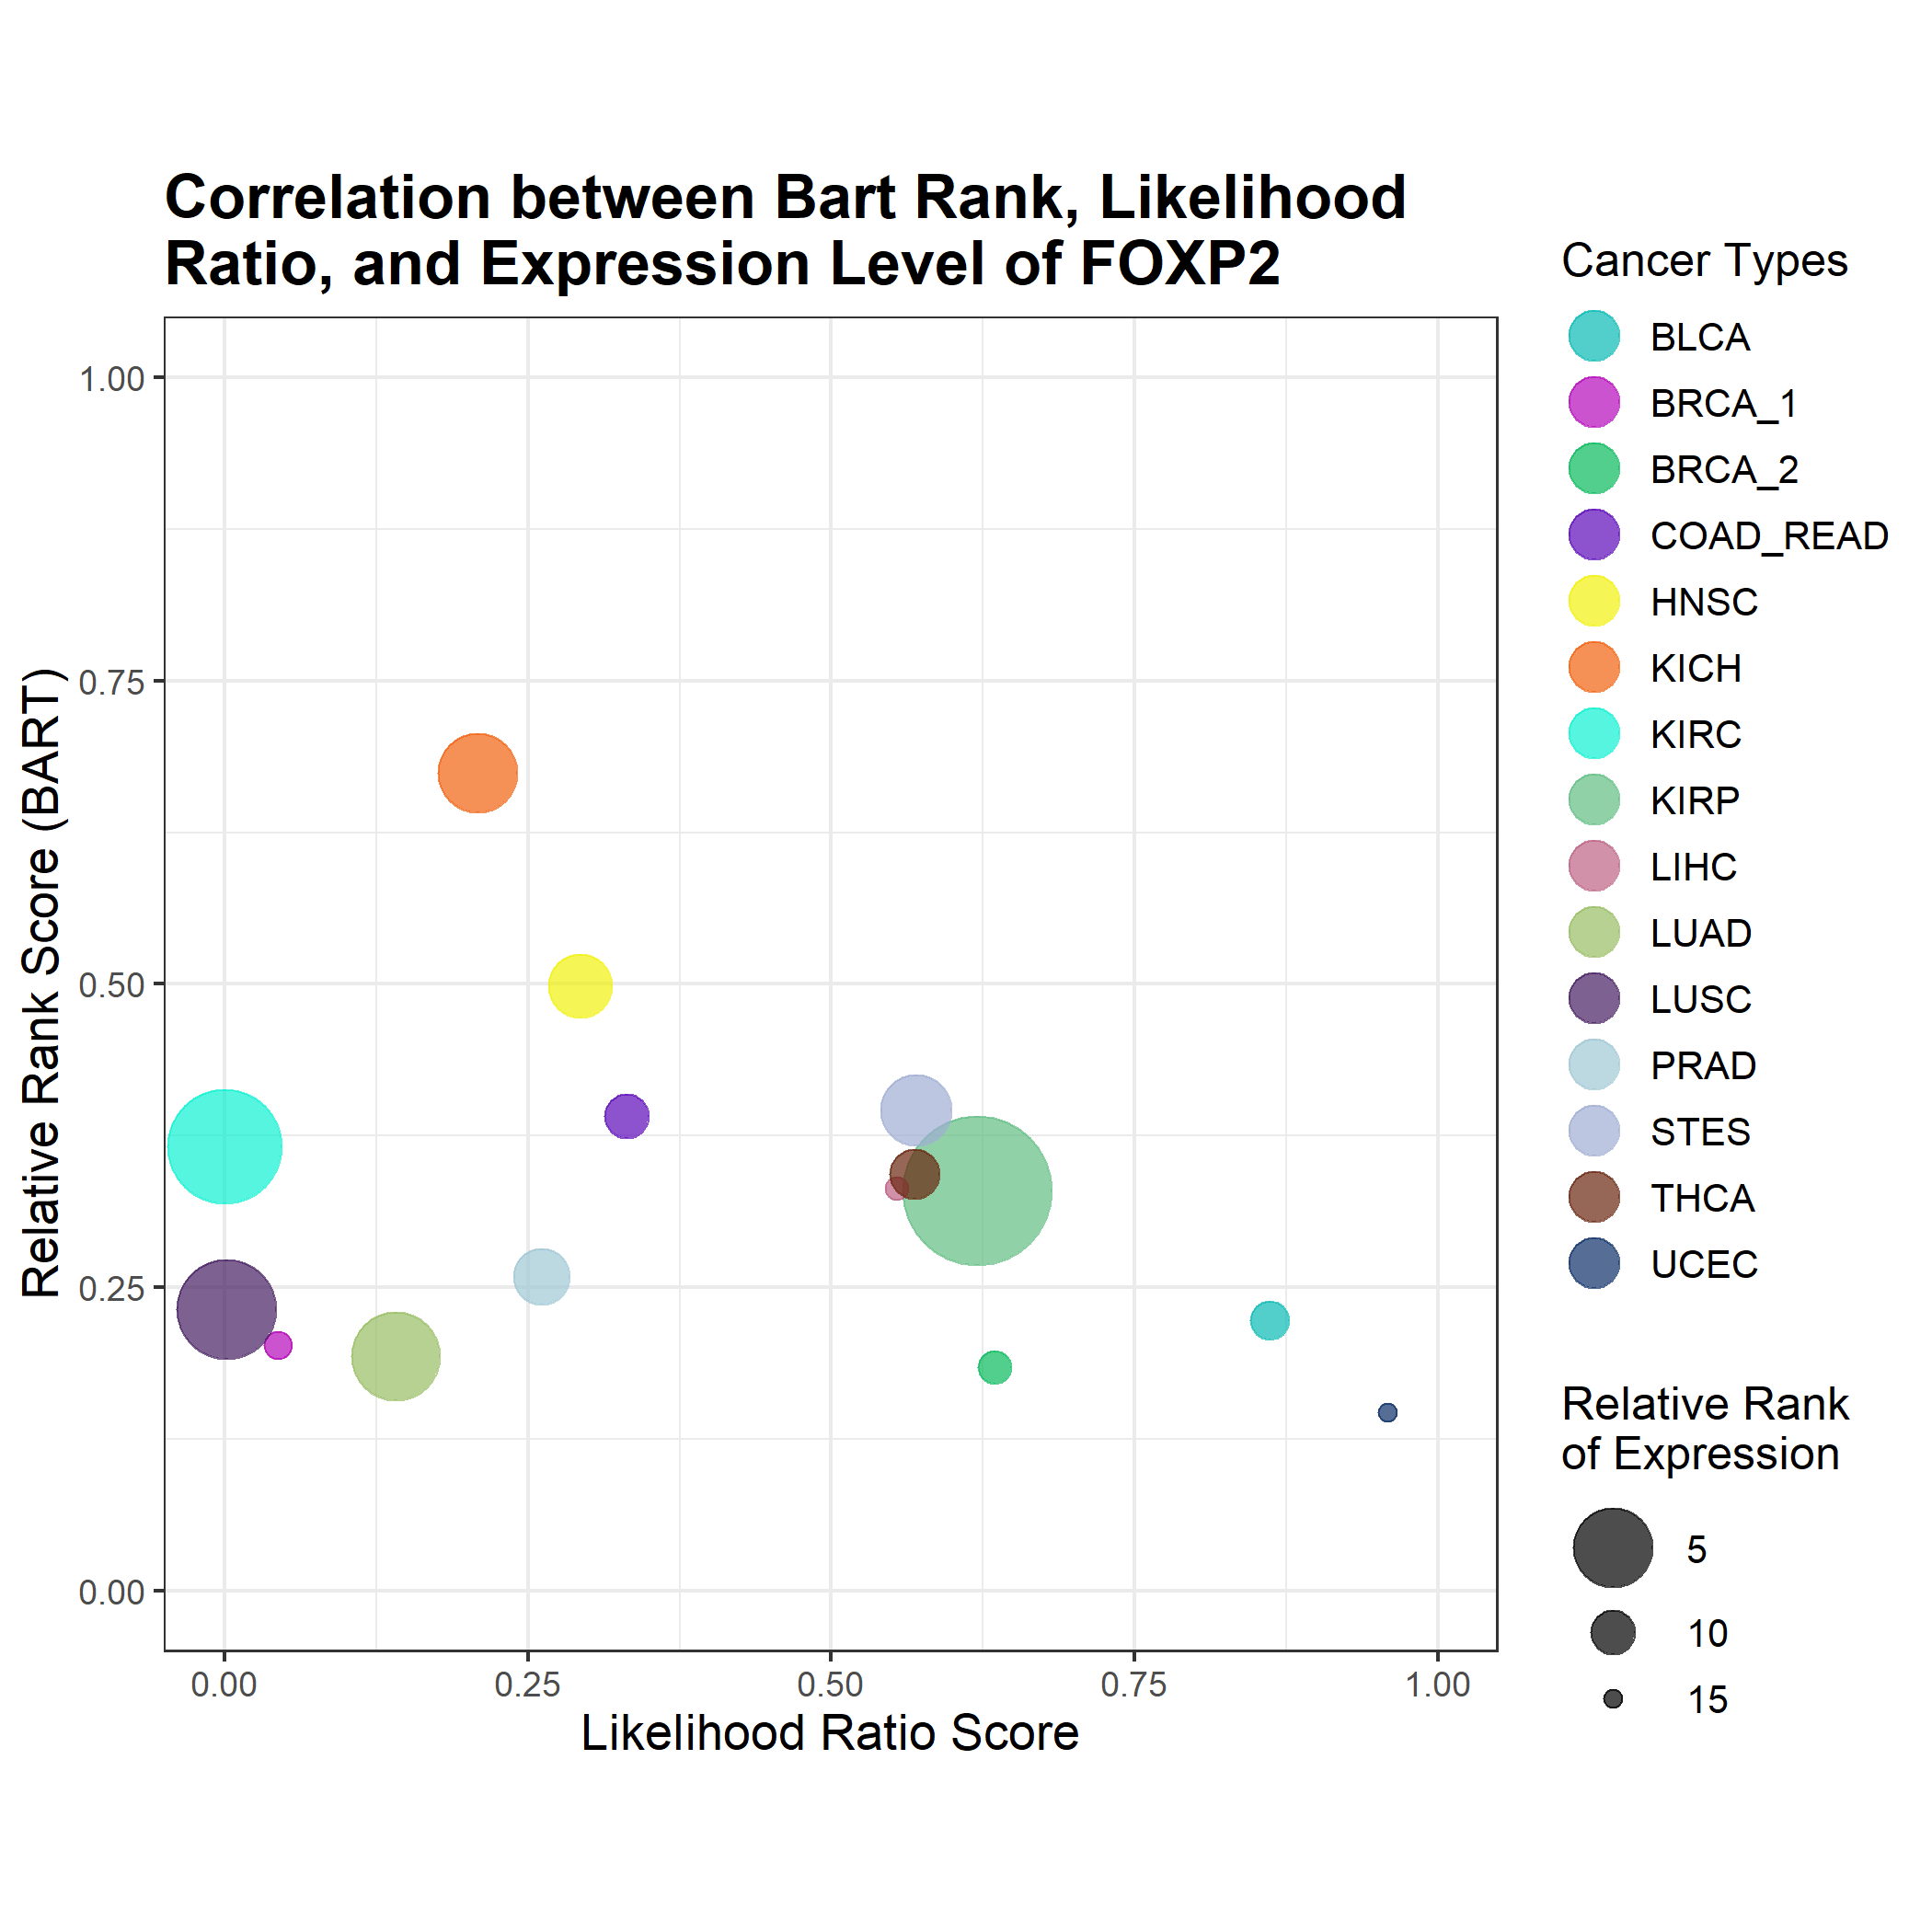 Correlation between Bart Rank, Likelihood
Ratio, and Expression Level of FOXP2
Relative Rank Score (BART)
1.00
0.75
0.50
0.25
0.00
0.00
0.25
0.50
0.75
1.00
Likelihood Ratio Score
Cancer Types
BLCA
BRCA_1
BRCA_2
COAD_READ
HNSC
KICH
KIRC
KIRP
LIHC
LUAD
LUSC
PRAD
STES
THCA
UCEC
Relative Rank
of Expression
5
10
15